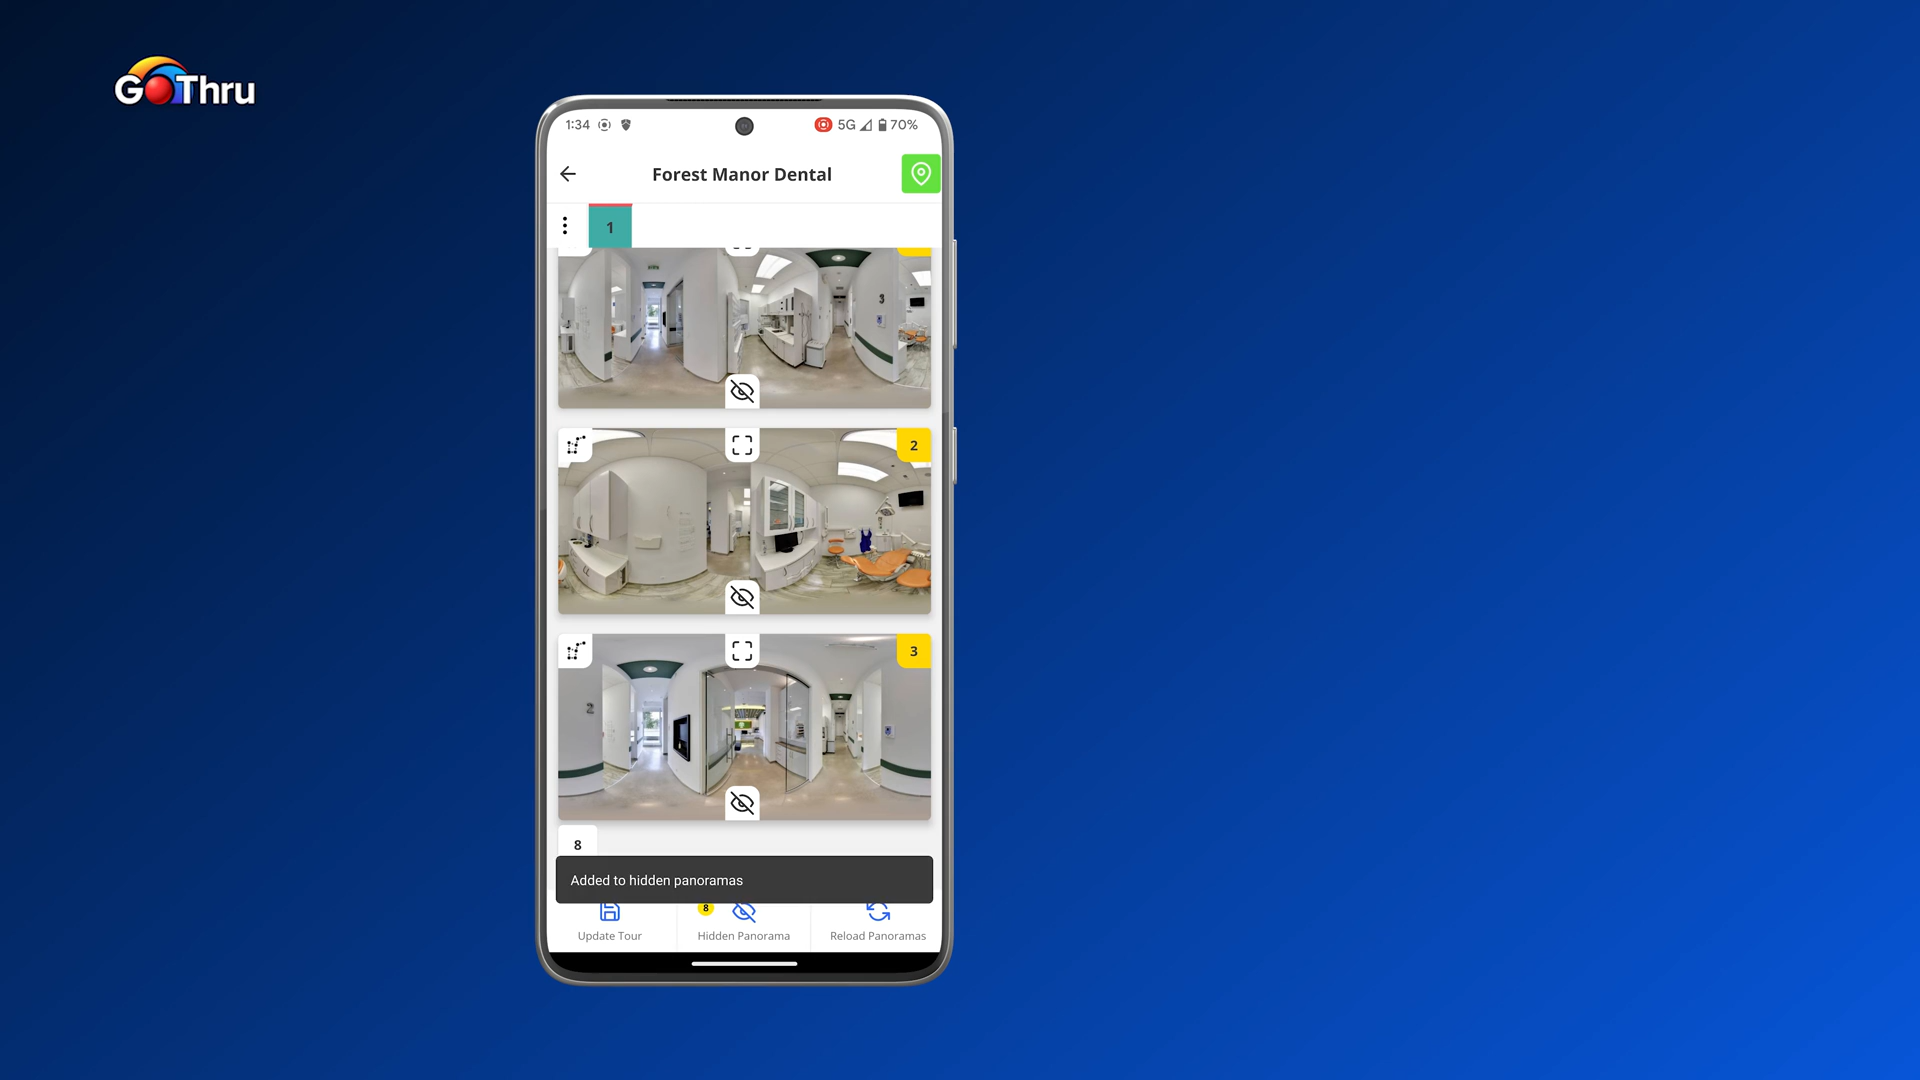 GoThru
1:34
5G
70%
Forest Manor Dental
1
3
2
2
3
8
Added to hidden panoramas
8
Update Tour
Hidden Panorama
Reload Panoramas